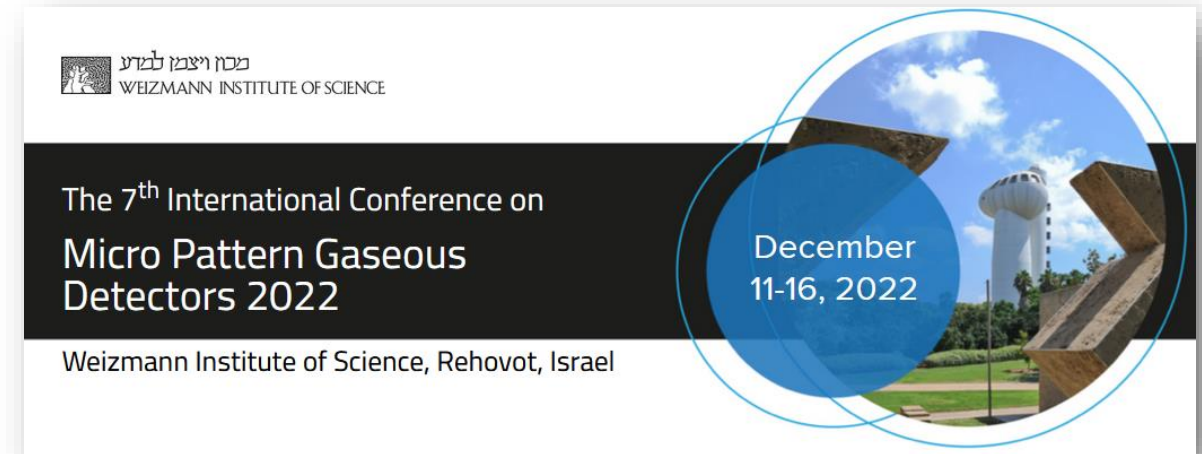 מכון ויצמן למדע
WEIZMANN INSTITUTE OF SCIENCE
The 7th International Conference on
Micro Pattern Gaseous
Detectors 2022
December
11-16, 2022
Weizmann Institute of Science, Rehovot, Israel